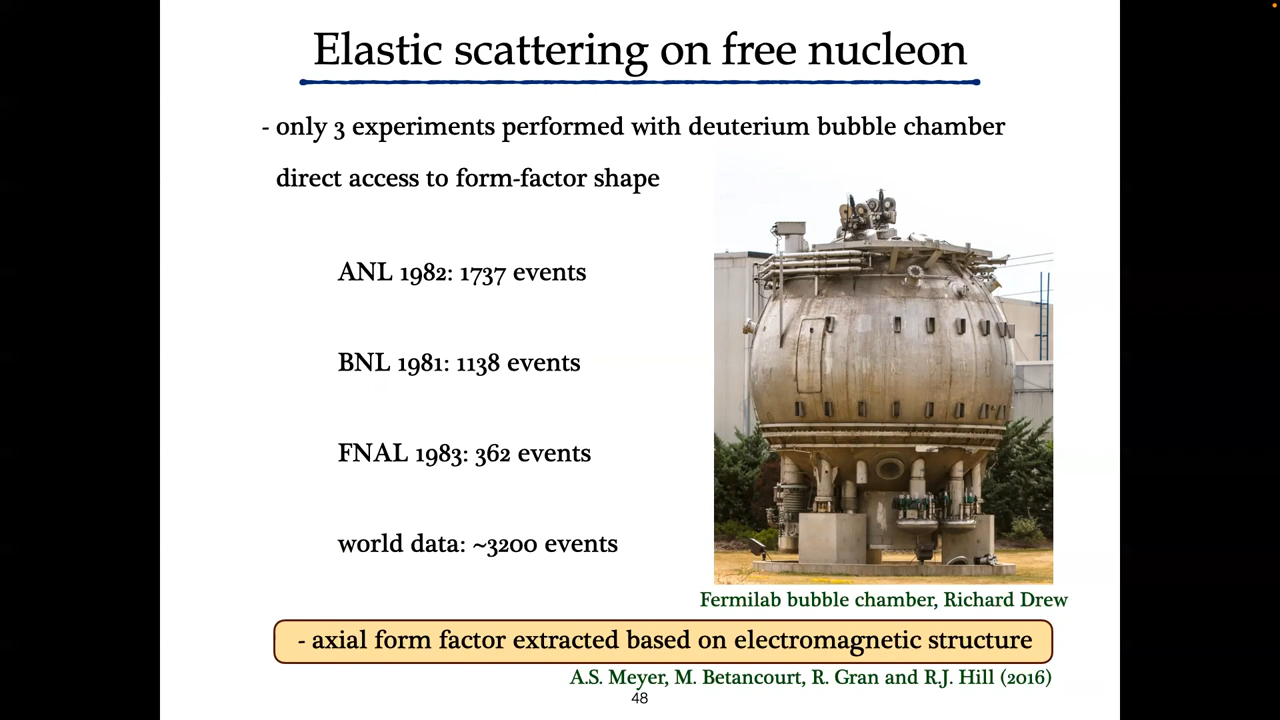 Elastic scattering on free nucleon
- only 3 experiments performed with deuterium bubble chamber
direct access to form-factor shape
ANL 1982: 1737 events
BNL 1981: 1138 events
FNAL 1983: 362 events
world data: ~3200 events
Fermilab bubble chamber, Richard Drew
- axial form factor extracted based on electromagnetic structure
A.S. Meyer, M. Betancourt, R. Gran and R.J. Hill (2016)
48